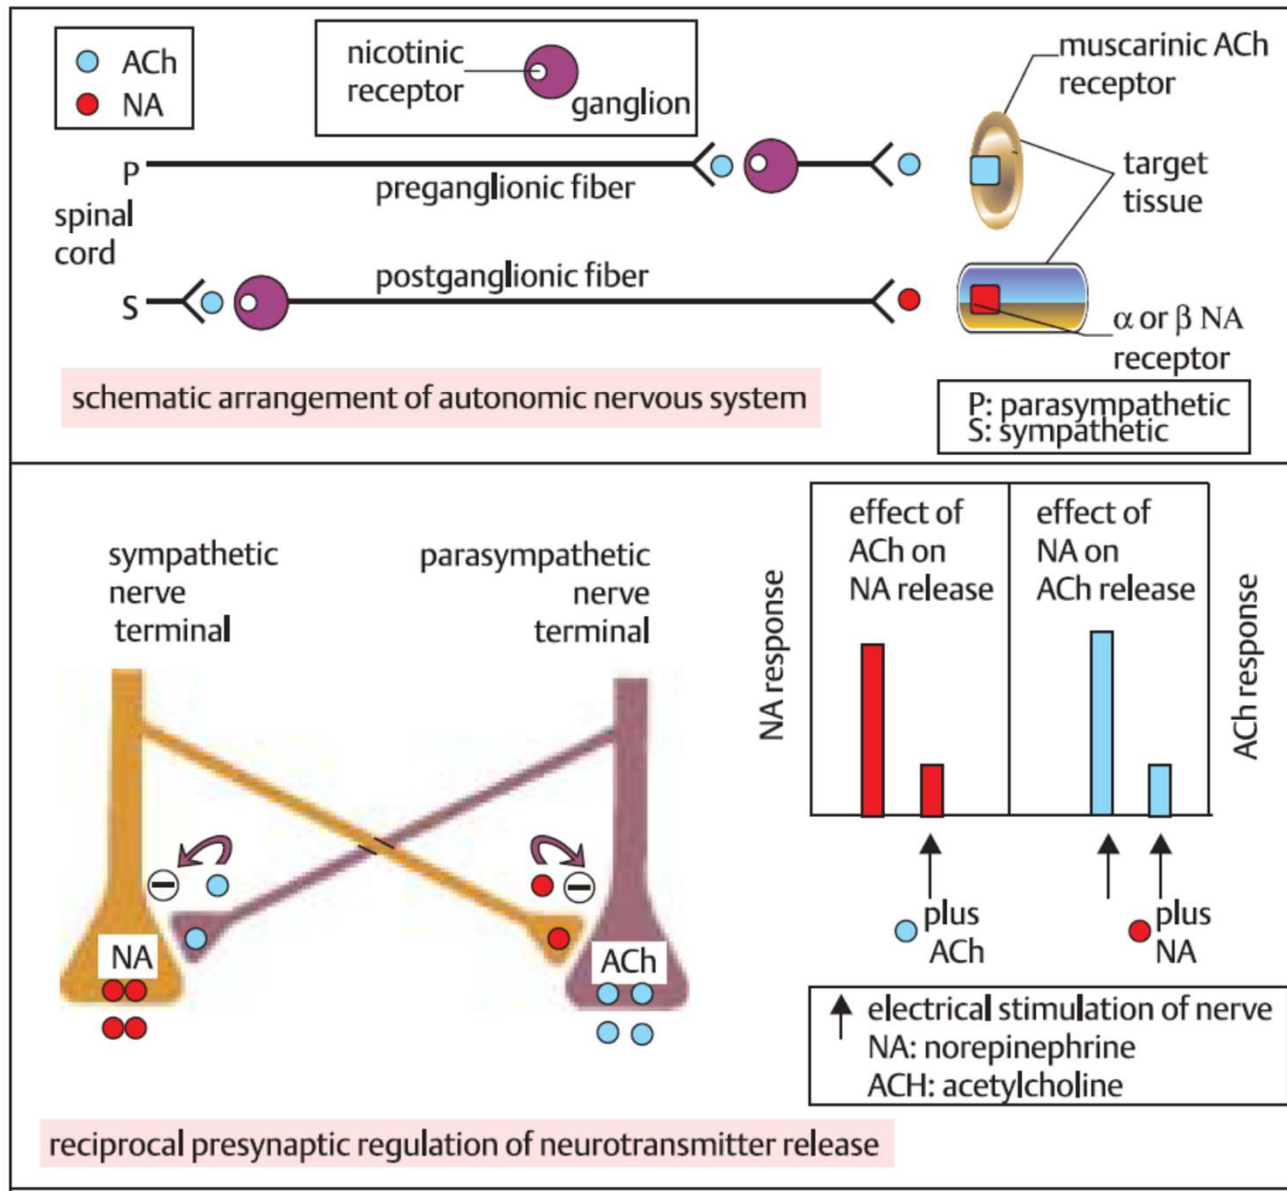 ACh
NA
nicotinic
receptor
ganglion
muscarinic ACh
receptor
P
preganglionic fiber
target
tissue
spinal
cord
postganglionic fiber
S
α or β NA
receptor
schematic arrangement of autonomic nervous system
P: parasympathetic
S: sympathetic
sympathetic
nerve
terminal
parasympathetic
nerve
terminal
NA response
effect of
ACh on
NA release
effect of
NA on
ACh release
ACh response
NA
ACh
plus
ACh
plus
NA
electrical stimulation of nerve
NA: norepinephrine
ACH: acetylcholine
reciprocal presynaptic regulation of neurotransmitter release